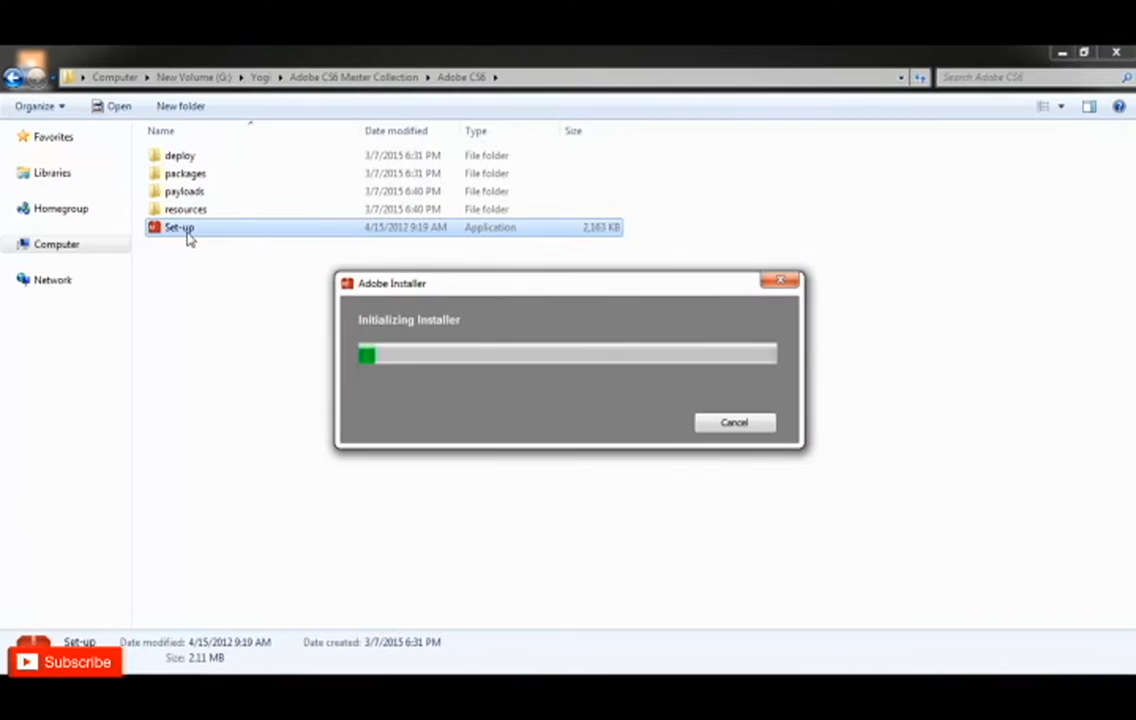 Computer ▸ New Volume (G:) ▸ Yogi ▸ Adobe CS6 Master Collection ▸ Adobe CS6 ▸
Search Adobe CS6
Organize Open New folder
Name Date modified Type Size
Favorites
Libraries
Homegroup
Computer
Network
deploy 3/7/2015 6:31 PM File folder
packages 3/7/2015 6:31 PM File folder
payloads 3/7/2015 6:40 PM File folder
resources 3/7/2015 6:40 PM File folder
Set-up 4/15/2012 9:19 AM Application 2,163 KB
Adobe Installer
Initializing Installer
Cancel
Set-up Date modified: 4/15/2012 9:19 AM Date created: 3/7/2015 6:31 PM
Size: 2.11 MB
Subscribe